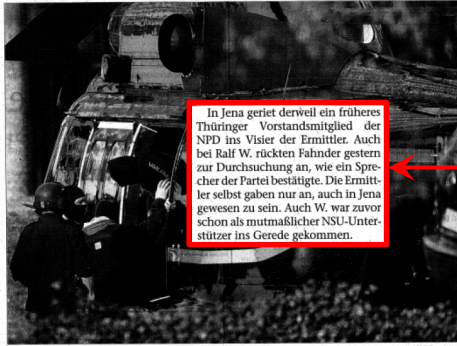 In Jena geriet derweil ein früheres
Thüringer Vorstandsmitglied der
NPD ins Visier der Ermittler. Auch
bei Ralf W. rückten Fahnder gestern
zur Durchsuchung an, wie ein Spre-
cher der Partei bestätigte. Die Ermitt-
ler selbst gaben nur an, auch in Jena
gewesen zu sein. Auch W. war zuvor
schon als mutmaßlicher NSU-Unter-
stützer ins Gerede gekommen.